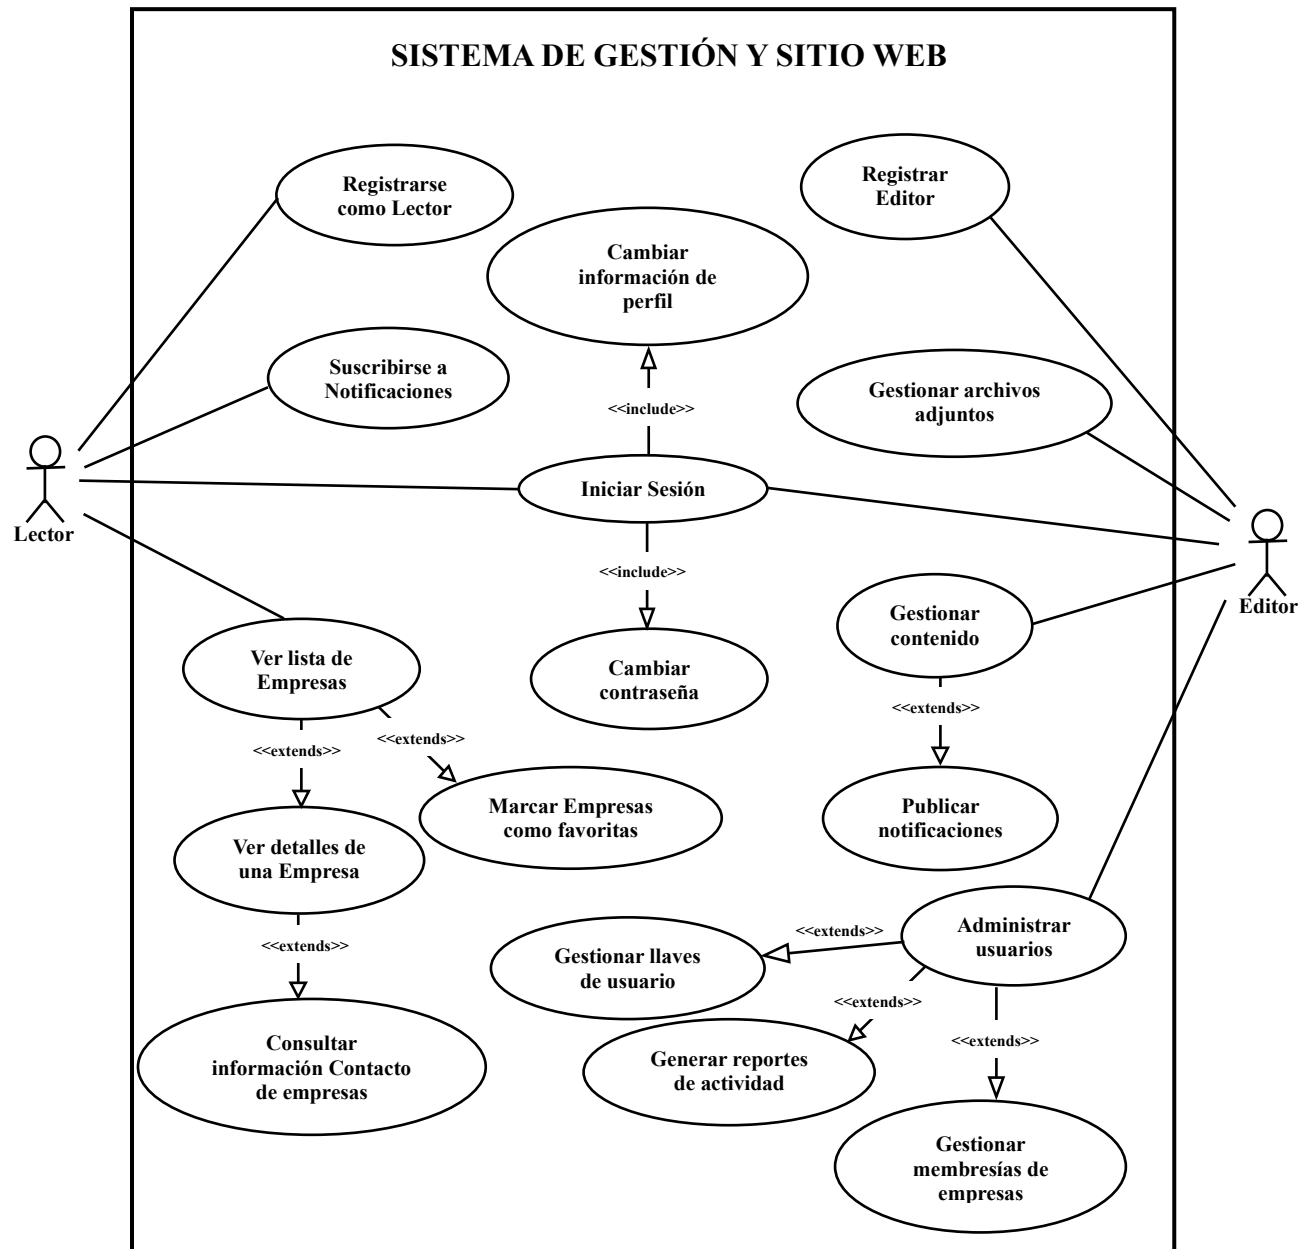 SISTEMA DE GESTIÓN Y SITIO WEB
Registrarse
como Lector
Registrar
Editor
Cambiar
información de
perfil
Suscribirse a
Notificaciones
<<include>>
Gestionar archivos
adjuntos
Iniciar Sesión
Lector
<<include>>
Editor
Gestionar
contenido
Ver lista de
Empresas
Cambiar
contraseña
<<extends>>
<<extends>>
<<extends>>
Marcar Empresas
como favoritas
Publicar
notificaciones
Ver detalles de
una Empresa
<<extends>>
<<extends>>
Administrar
usuarios
Gestionar llaves
de usuario
<<extends>>
<<extends>>
Consultar
información Contacto
de empresas
Generar reportes
de actividad
Gestionar
membresías de
empresas